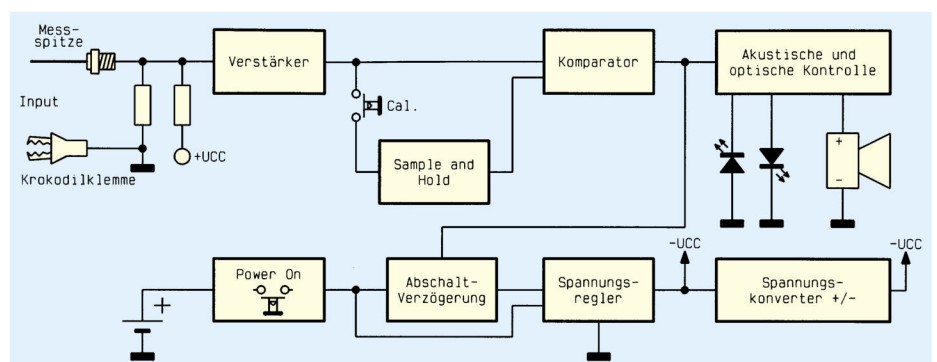 Mess-
spitze
Verstärker
Komparator
Akustische und
optische Kontrolle
Input
Cal.
+UCC
Krokodilklemme
Sample and
Hold
+
-
-UCC
-UCC
Power On
+
Abschalt-
Verzögerung
Spannungs-
regler
Spannungs-
konverter +/-